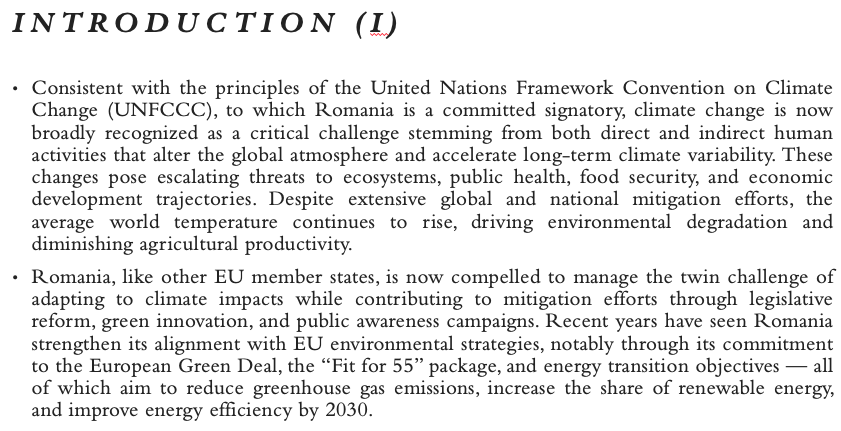 INTRODUCTION (I)
• Consistent with the principles of the United Nations Framework Convention on Climate
Change (UNFCCC), to which Romania is a committed signatory, climate change is now
broadly recognized as a critical challenge stemming from both direct and indirect human
activities that alter the global atmosphere and accelerate long-term climate variability. These
changes pose escalating threats to ecosystems, public health, food security, and economic
development trajectories. Despite extensive global and national mitigation efforts, the
average world temperature continues to rise, driving environmental degradation and
diminishing agricultural productivity.
• Romania, like other EU member states, is now compelled to manage the twin challenge of
adapting to climate impacts while contributing to mitigation efforts through legislative
reform, green innovation, and public awareness campaigns. Recent years have seen Romania
strengthen its alignment with EU environmental strategies, notably through its commitment
to the European Green Deal, the “Fit for 55” package, and energy transition objectives — all
of which aim to reduce greenhouse gas emissions, increase the share of renewable energy,
and improve energy efficiency by 2030.